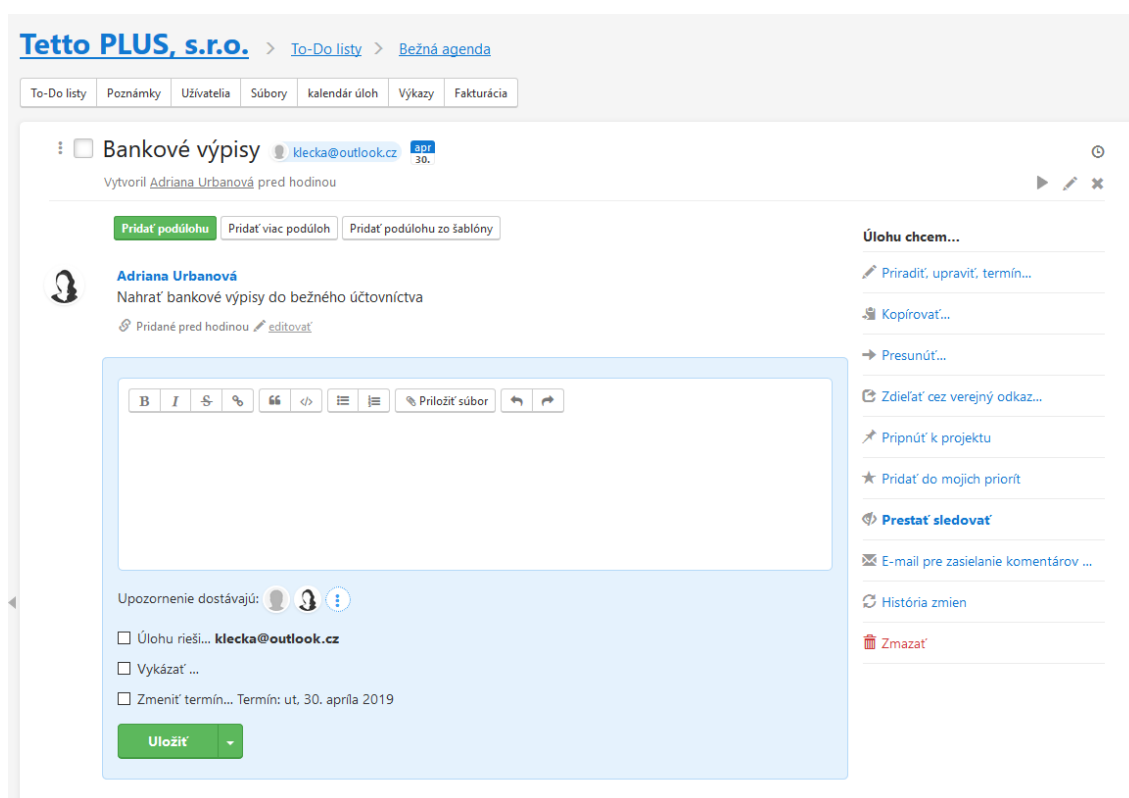 Tetto PLUS, s.r.o. > To-Do listy > Bežná agenda
To-Do listy Poznámky Užívatelia Súbory kalendár úloh Výkazy Fakturácia
Bankové výpisy klecka@outlook.cz apr 30.
Vytvoril Adriana Urbanová pred hodinou
Pridať podúlohu Pridať viac podúloh Pridať podúlohu zo šablóny
Adriana Urbanová
Nahrať bankové výpisy do bežného účtovníctva
Pridané pred hodinou editovať
B I S Priložiť súbor
Upozornenie dostávajú:
Úlohu rieši... klecka@outlook.cz
Vykázať ...
Zmeniť termín... Termín: ut, 30. apríla 2019
Uložiť
Úlohu chcem...
Priradiť, upraviť, termín...
Kopírovať...
Presunúť...
Zdieľať cez verejný odkaz...
Pripnúť k projektu
Pridať do mojich priorít
Prestať sledovať
E-mail pre zasielanie komentárov ...
História zmien
Zmazať